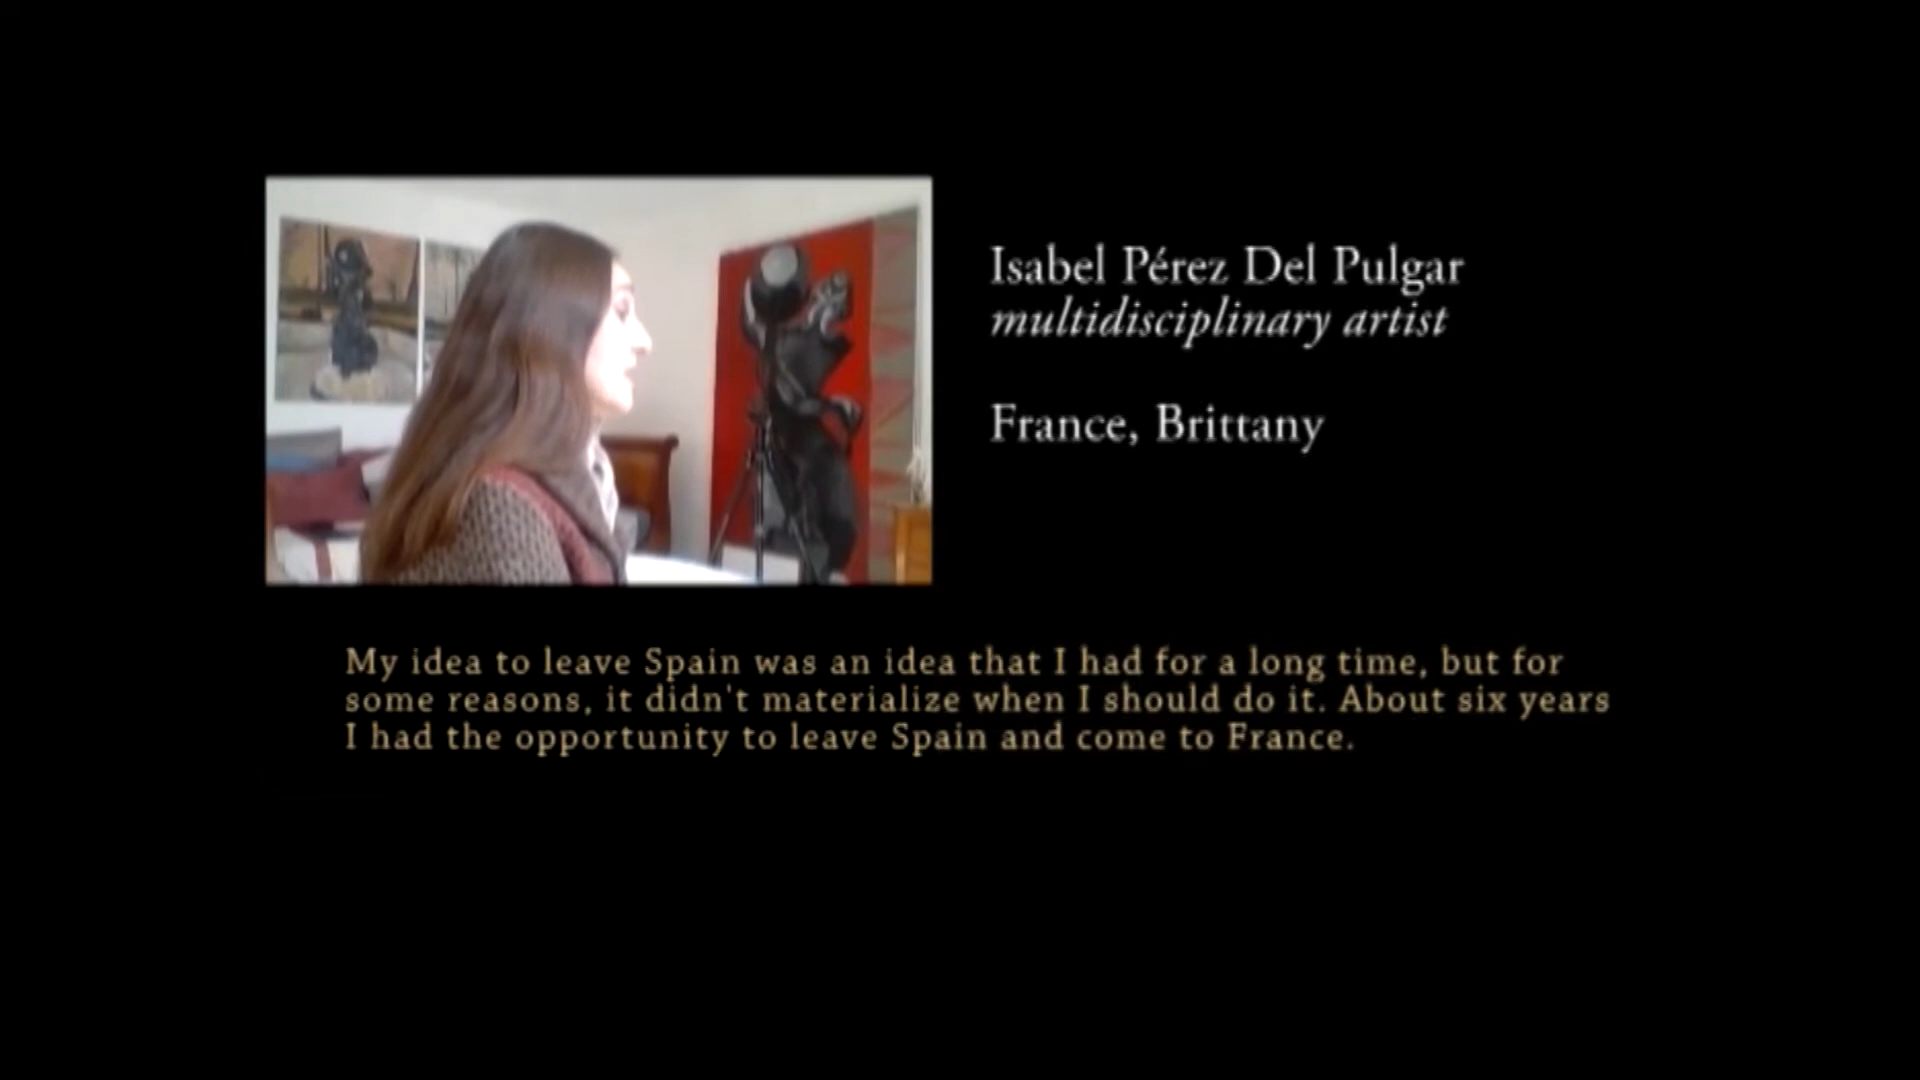 Isabel Pérez Del Pulgar
multidisciplinary artist
France, Brittany
My idea to leave Spain was an idea that I had for a long time, but for
some reasons, it didn't materialize when I should do it. About six years
I had the opportunity to leave Spain and come to France.